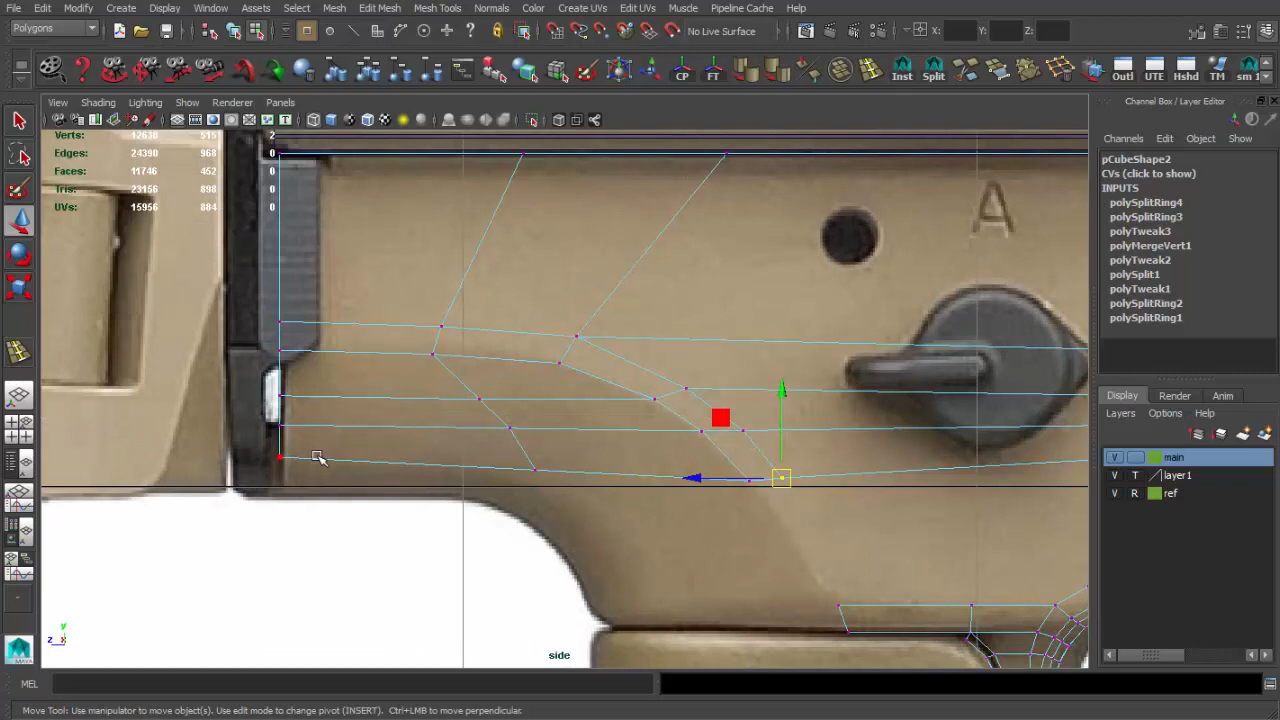 File Edit Modify Create Display Window Assets Select Mesh Edit Mesh Mesh Tools Normals Color Create UVs Edit UVs Muscle Pipeline Cache Help
Polygons No Live Surface X: Y: Z:
CP FT Inst Split Outl UTE Hshd TM sm 1
View Shading Lighting Show Renderer Panels
Channel Box / Layer Editor
Channels Edit Object Show
Verts: 12630 515 2
Edges: 24390 968 0
Faces: 11746 452 0
Tris: 23156 898 0
UVs: 15956 884 0
A
pCubeShape2
CVs (click to show)
INPUTS
polySplitRing4
polySplitRing3
polyTweak3
polyMergeVert1
polyTweak2
polySplit1
polyTweak1
polySplitRing2
polySplitRing1
Display Render Anim
Layers Options Help
V main
V T layer1
V R ref
y
z x
side
MAYA
MEL
Move Tool: Use manipulator to move object(s). Use edit mode to change pivot (INSERT). Ctrl+LMB to move perpendicular.